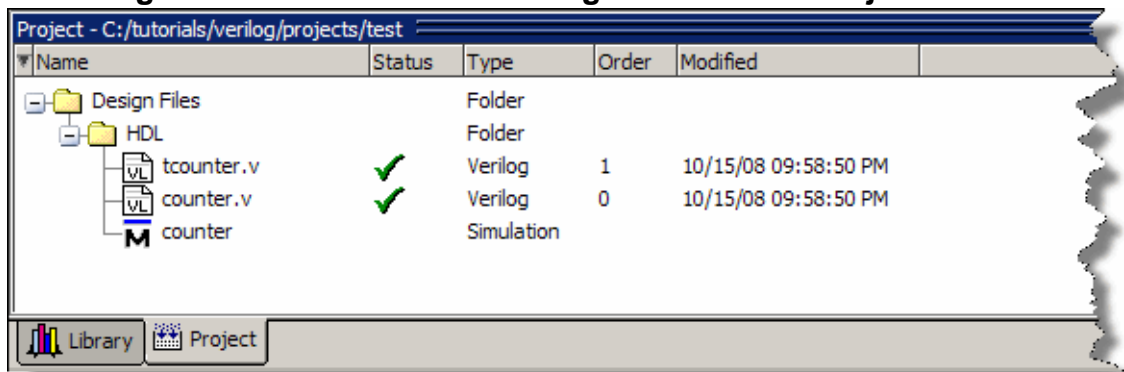 Project - C:/tutorials/verilog/projects/test
Name Status Type Order Modified
Design Files Folder
HDL Folder
VL tcounter.v Verilog 1 10/15/08 09:58:50 PM
VL counter.v Verilog 0 10/15/08 09:58:50 PM
M counter Simulation
Library Project